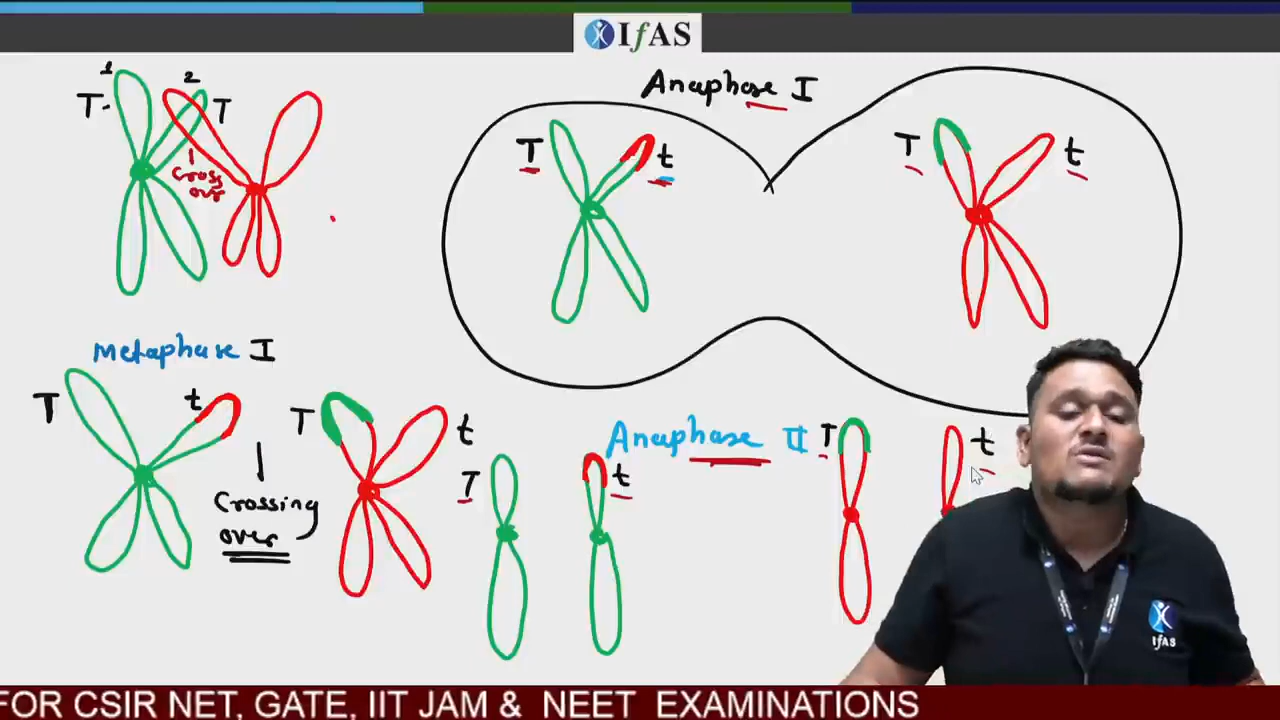 IfAS
1 2
T T
Cross
over
Anaphase I
T t
T t
Metaphase I
T t
Crossing
over
T t
Anaphase II
T t
T t
IfAS
FOR CSIR NET, GATE, IIT JAM & NEET EXAMINATIONS